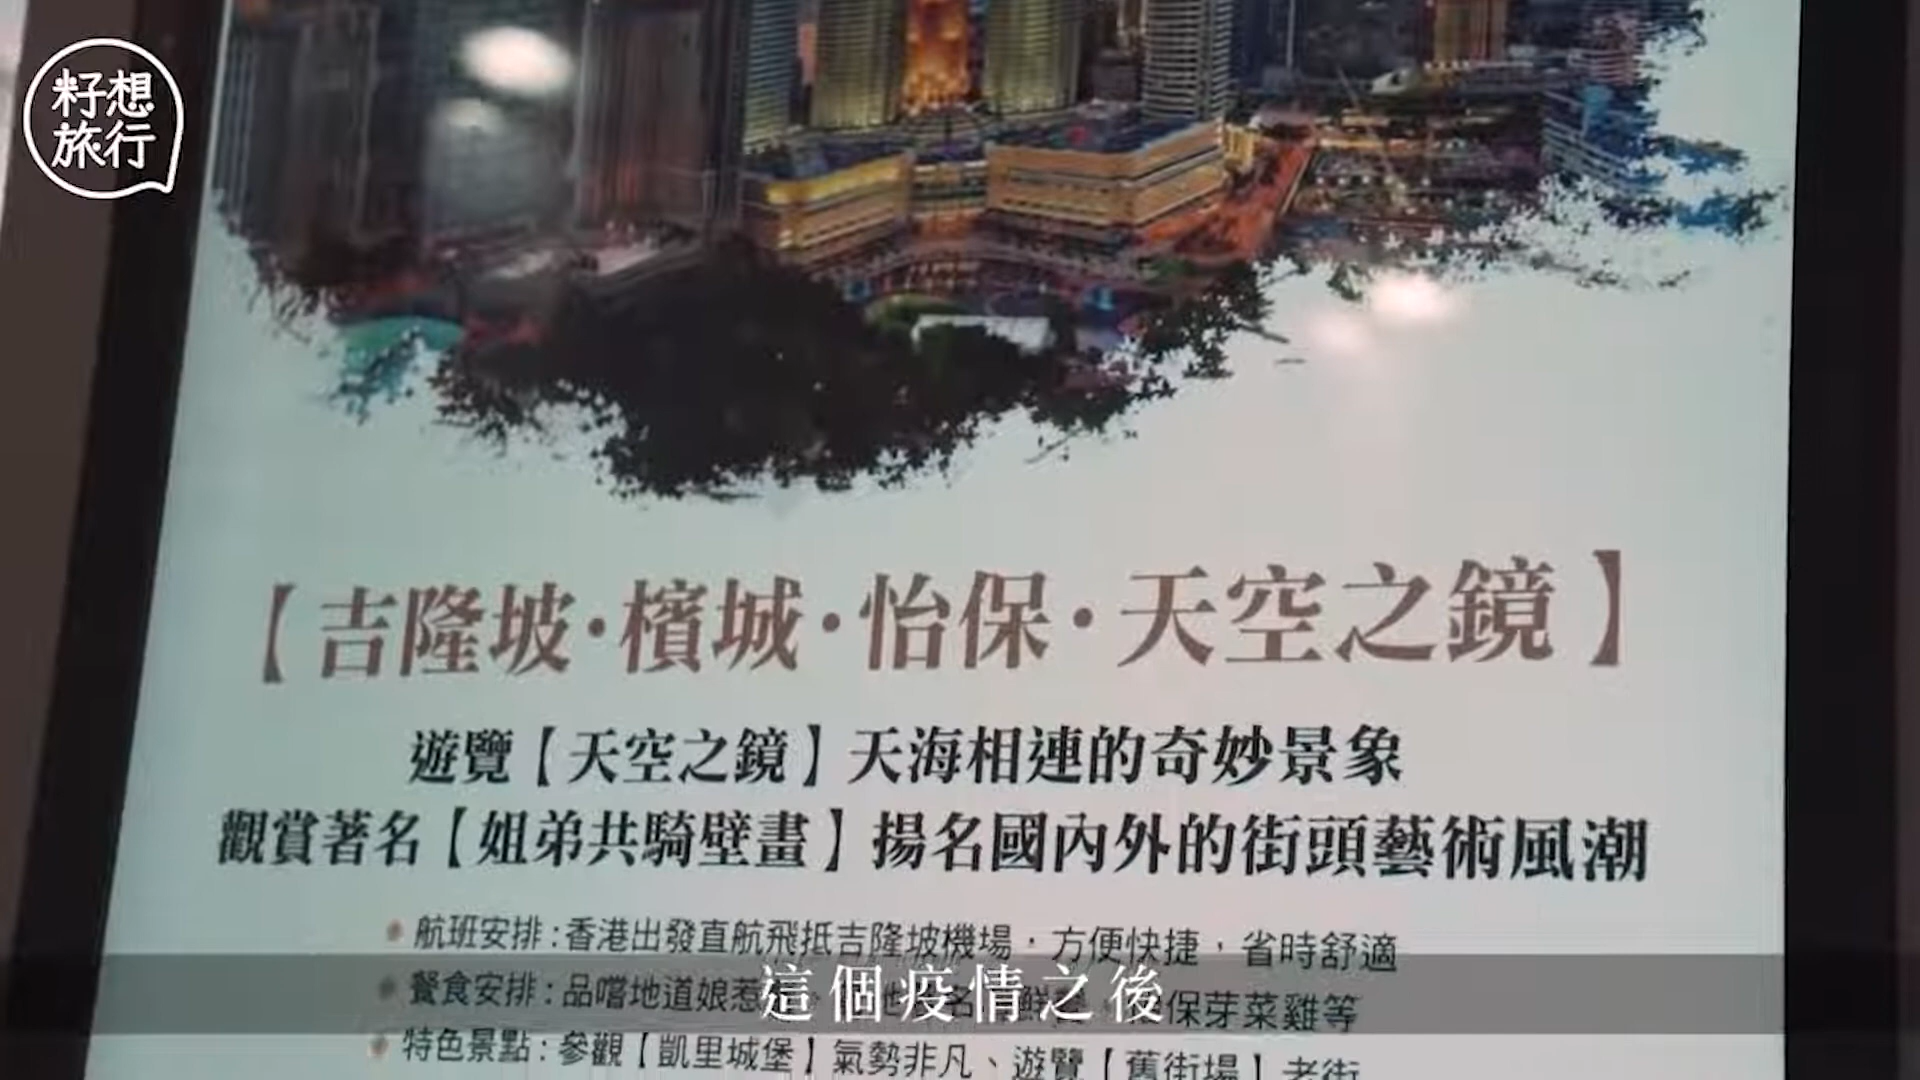 籽想
旅行
【吉隆坡·檳城·怡保·天空之鏡】
遊覽【天空之鏡】天海相連的奇妙景象
觀賞著名【姐弟共騎壁畫】揚名國內外的街頭藝術風潮
航班安排:香港出發直航飛抵吉隆坡機場,方便快捷,省時舒適
餐食安排:品嚐地道娘惹 保芽菜雞等
這個疫情之後
特色景點:參觀【凱里城堡】氣勢非凡、遊覽【舊街場】老街